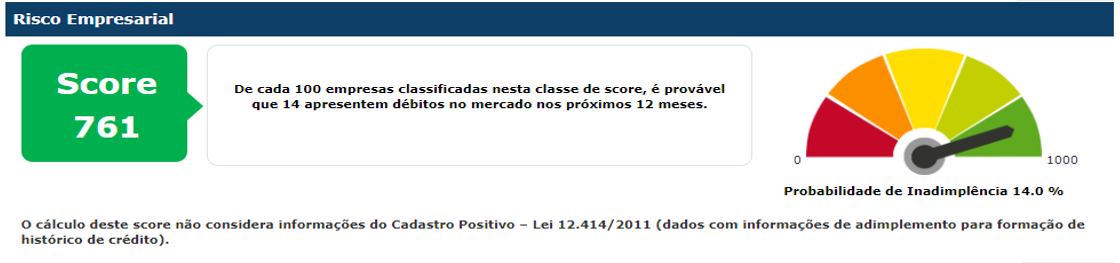 Risco Empresarial
Score
761
De cada 100 empresas classificadas nesta classe de score, é provável
que 14 apresentem débitos no mercado nos próximos 12 meses.
0
1000
Probabilidade de Inadimplência 14.0 %
O cálculo deste score não considera informações do Cadastro Positivo – Lei 12.414/2011 (dados com informações de adimplemento para formação de
histórico de crédito).